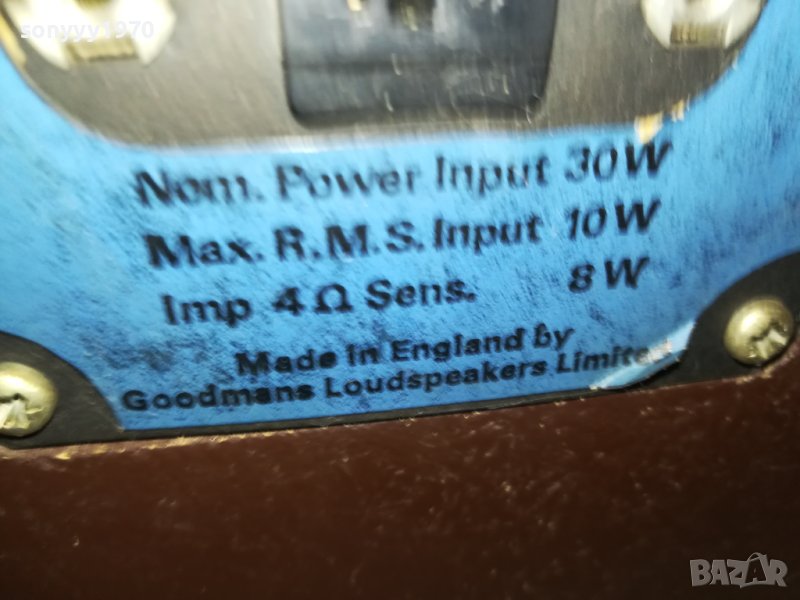 sonyyy1970
Nom. Power Input 30W
Max. R.M.S. Input 10W
Imp 4Ω Sens. 8W
Made in England by
Goodmans Loudspeakers Limite
BAZAR